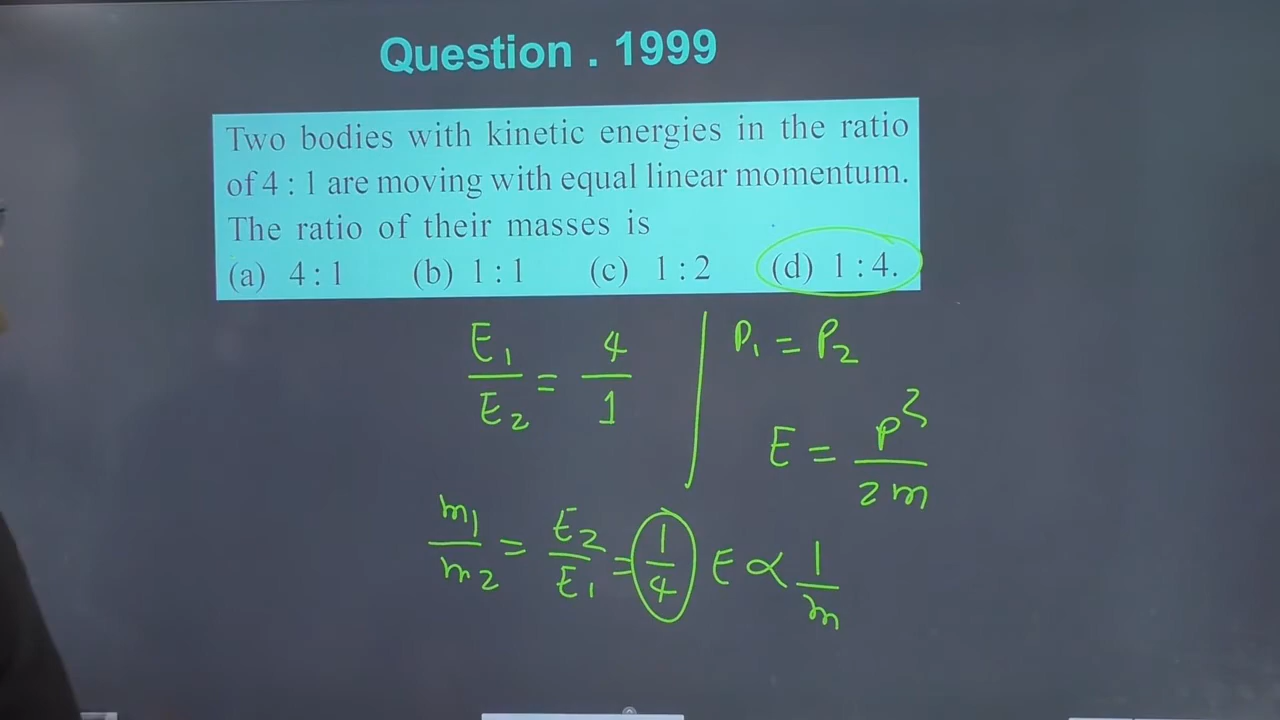 Question . 1999
Two bodies with kinetic energies in the ratio
of 4 : 1 are moving with equal linear momentum.
The ratio of their masses is
(a) 4 : 1 (b) 1 : 1 (c) 1 : 2 (d) 1 : 4.
E₁/E₂ = 4/1
P₁ = P₂
E = P²/2m
m₁/m₂ = E₂/E₁ = 1/4
E ∝ 1/m